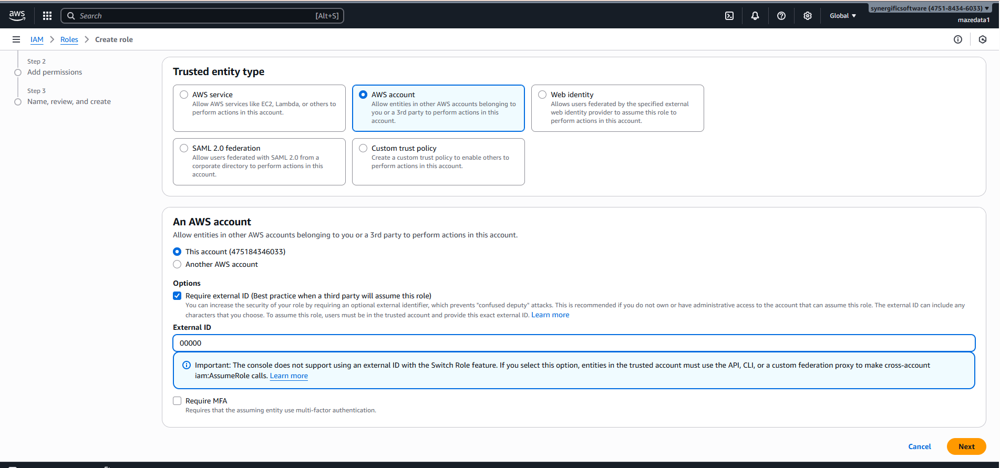 aws
Search [Alt+S]
Global
synergificsoftware (4751-8434-6033)
mazedata1
IAM > Roles > Create role
Step 2
Add permissions
Step 3
Name, review, and create
Trusted entity type
AWS service
Allow AWS services like EC2, Lambda, or others to
perform actions in this account.
AWS account
Allow entities in other AWS accounts belonging to
you or a 3rd party to perform actions in this
account.
Web identity
Allows users federated by the specified external
web identity provider to assume this role to
perform actions in this account.
SAML 2.0 federation
Allow users federated with SAML 2.0 from a
corporate directory to perform actions in this
account.
Custom trust policy
Create a custom trust policy to enable others to
perform actions in this account.
An AWS account
Allow entities in other AWS accounts belonging to you or a 3rd party to perform actions in this account.
This account (475184346033)
Another AWS account
Options
Require external ID (Best practice when a third party will assume this role)
You can increase the security of your role by requiring an optional external identifier, which prevents "confused deputy" attacks. This is recommended if you do not own or have administrative access to the account that can assume this role. The external ID can include any
characters that you choose. To assume this role, users must be in the trusted account and provide this exact external ID. Learn more
External ID
00000
Important: The console does not support using an external ID with the Switch Role feature. If you select this option, entities in the trusted account must use the API, CLI, or a custom federation proxy to make cross-account
iam:AssumeRole calls. Learn more
Require MFA
Requires that the assuming entity use multi-factor authentication.
Cancel
Next